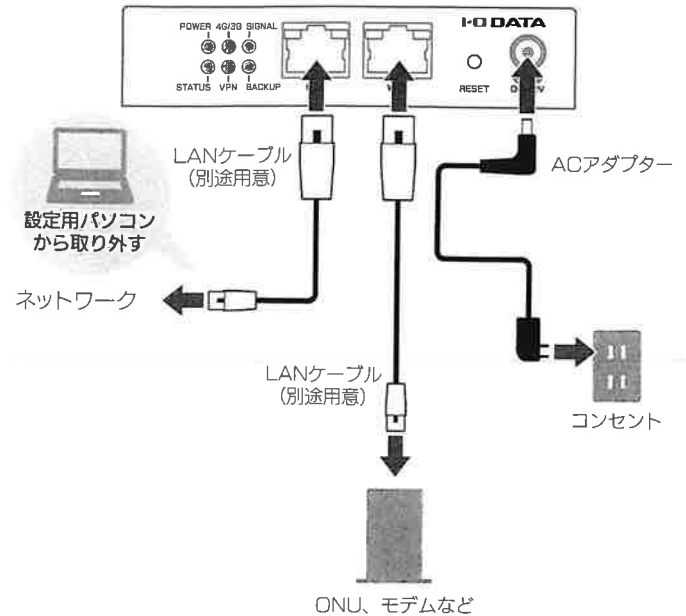 I-O DATA
POWER 4G/3G SIGNAL
STATUS VPN BACKUP
RESET
LANケーブル
(別途用意)
ACアダプター
設定用パソコン
から取り外す
ネットワーク
LANケーブル
(別途用意)
コンセント
ONU、モデムなど